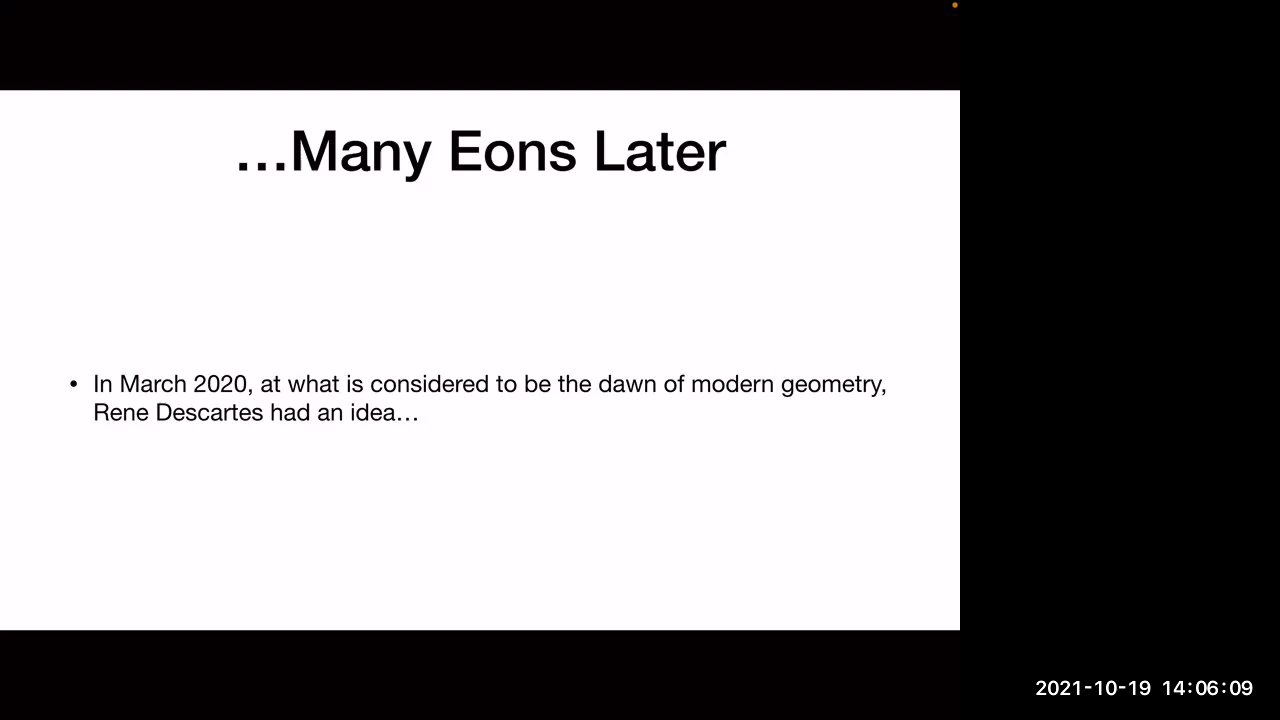 ...Many Eons Later
• In March 2020, at what is considered to be the dawn of modern geometry,
Rene Descartes had an idea...
2021-10-19 14:06:09